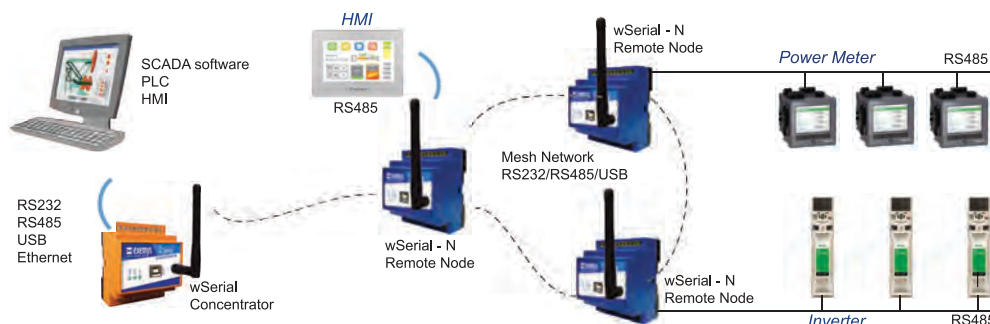 SCADA software
PLC
HMI
HMI
RS485
wSerial - N
Remote Node
Power Meter
RS485
Mesh Network
RS232/RS485/USB
RS232
RS485
USB
Ethernet
wSerial
Concentrator
wSerial - N
Remote Node
wSerial - N
Remote Node
Inverter
RS485